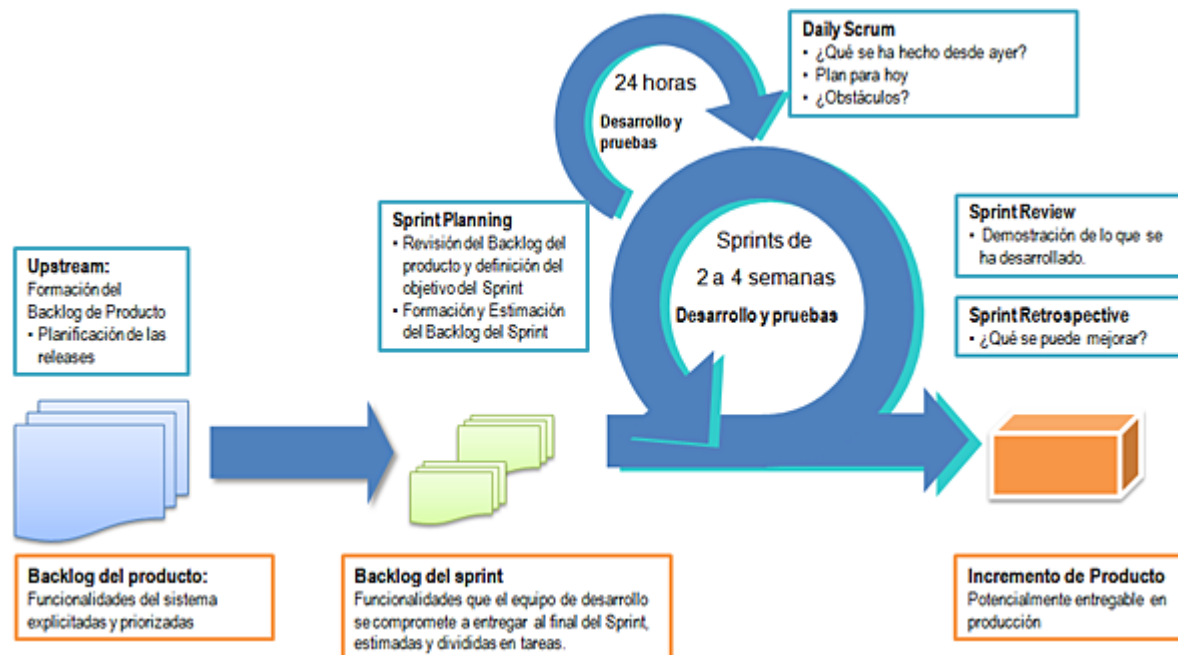 Daily Scrum
• ¿Qué se ha hecho desde ayer?
• Plan para hoy
• ¿Obstáculos?
24 horas
Desarrollo y
pruebas
Sprint Planning
• Revisión del Backlog del
producto y definición del
objetivo del Sprint
• Formación y Estimación
del Backlog del Sprint
Sprints de
2 a 4 semanas
Desarrollo y pruebas
Sprint Review
• Demostración de lo que se
ha desarrollado.
Upstream:
Formación del
Backlog de Producto
• Planificación de las
releases
Sprint Retrospective
• ¿Qué se puede mejorar?
Backlog del producto:
Funcionalidades del sistema
explicitadas y priorizadas
Backlog del sprint
Funcionalidades que el equipo de desarrollo
se compromete a entregar al final del Sprint,
estimadas y divididas en tareas.
Incremento de Producto
Potencialmente entregable en
producción